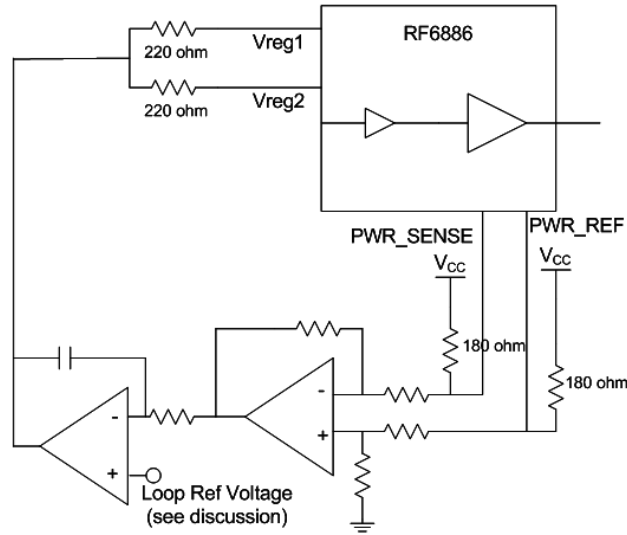 RF6886
Vreg1
220 ohm
Vreg2
220 ohm
PWR_SENSE
PWR_REF
VCC
VCC
180 ohm
180 ohm
-
+
-
+
Loop Ref Voltage
(see discussion)